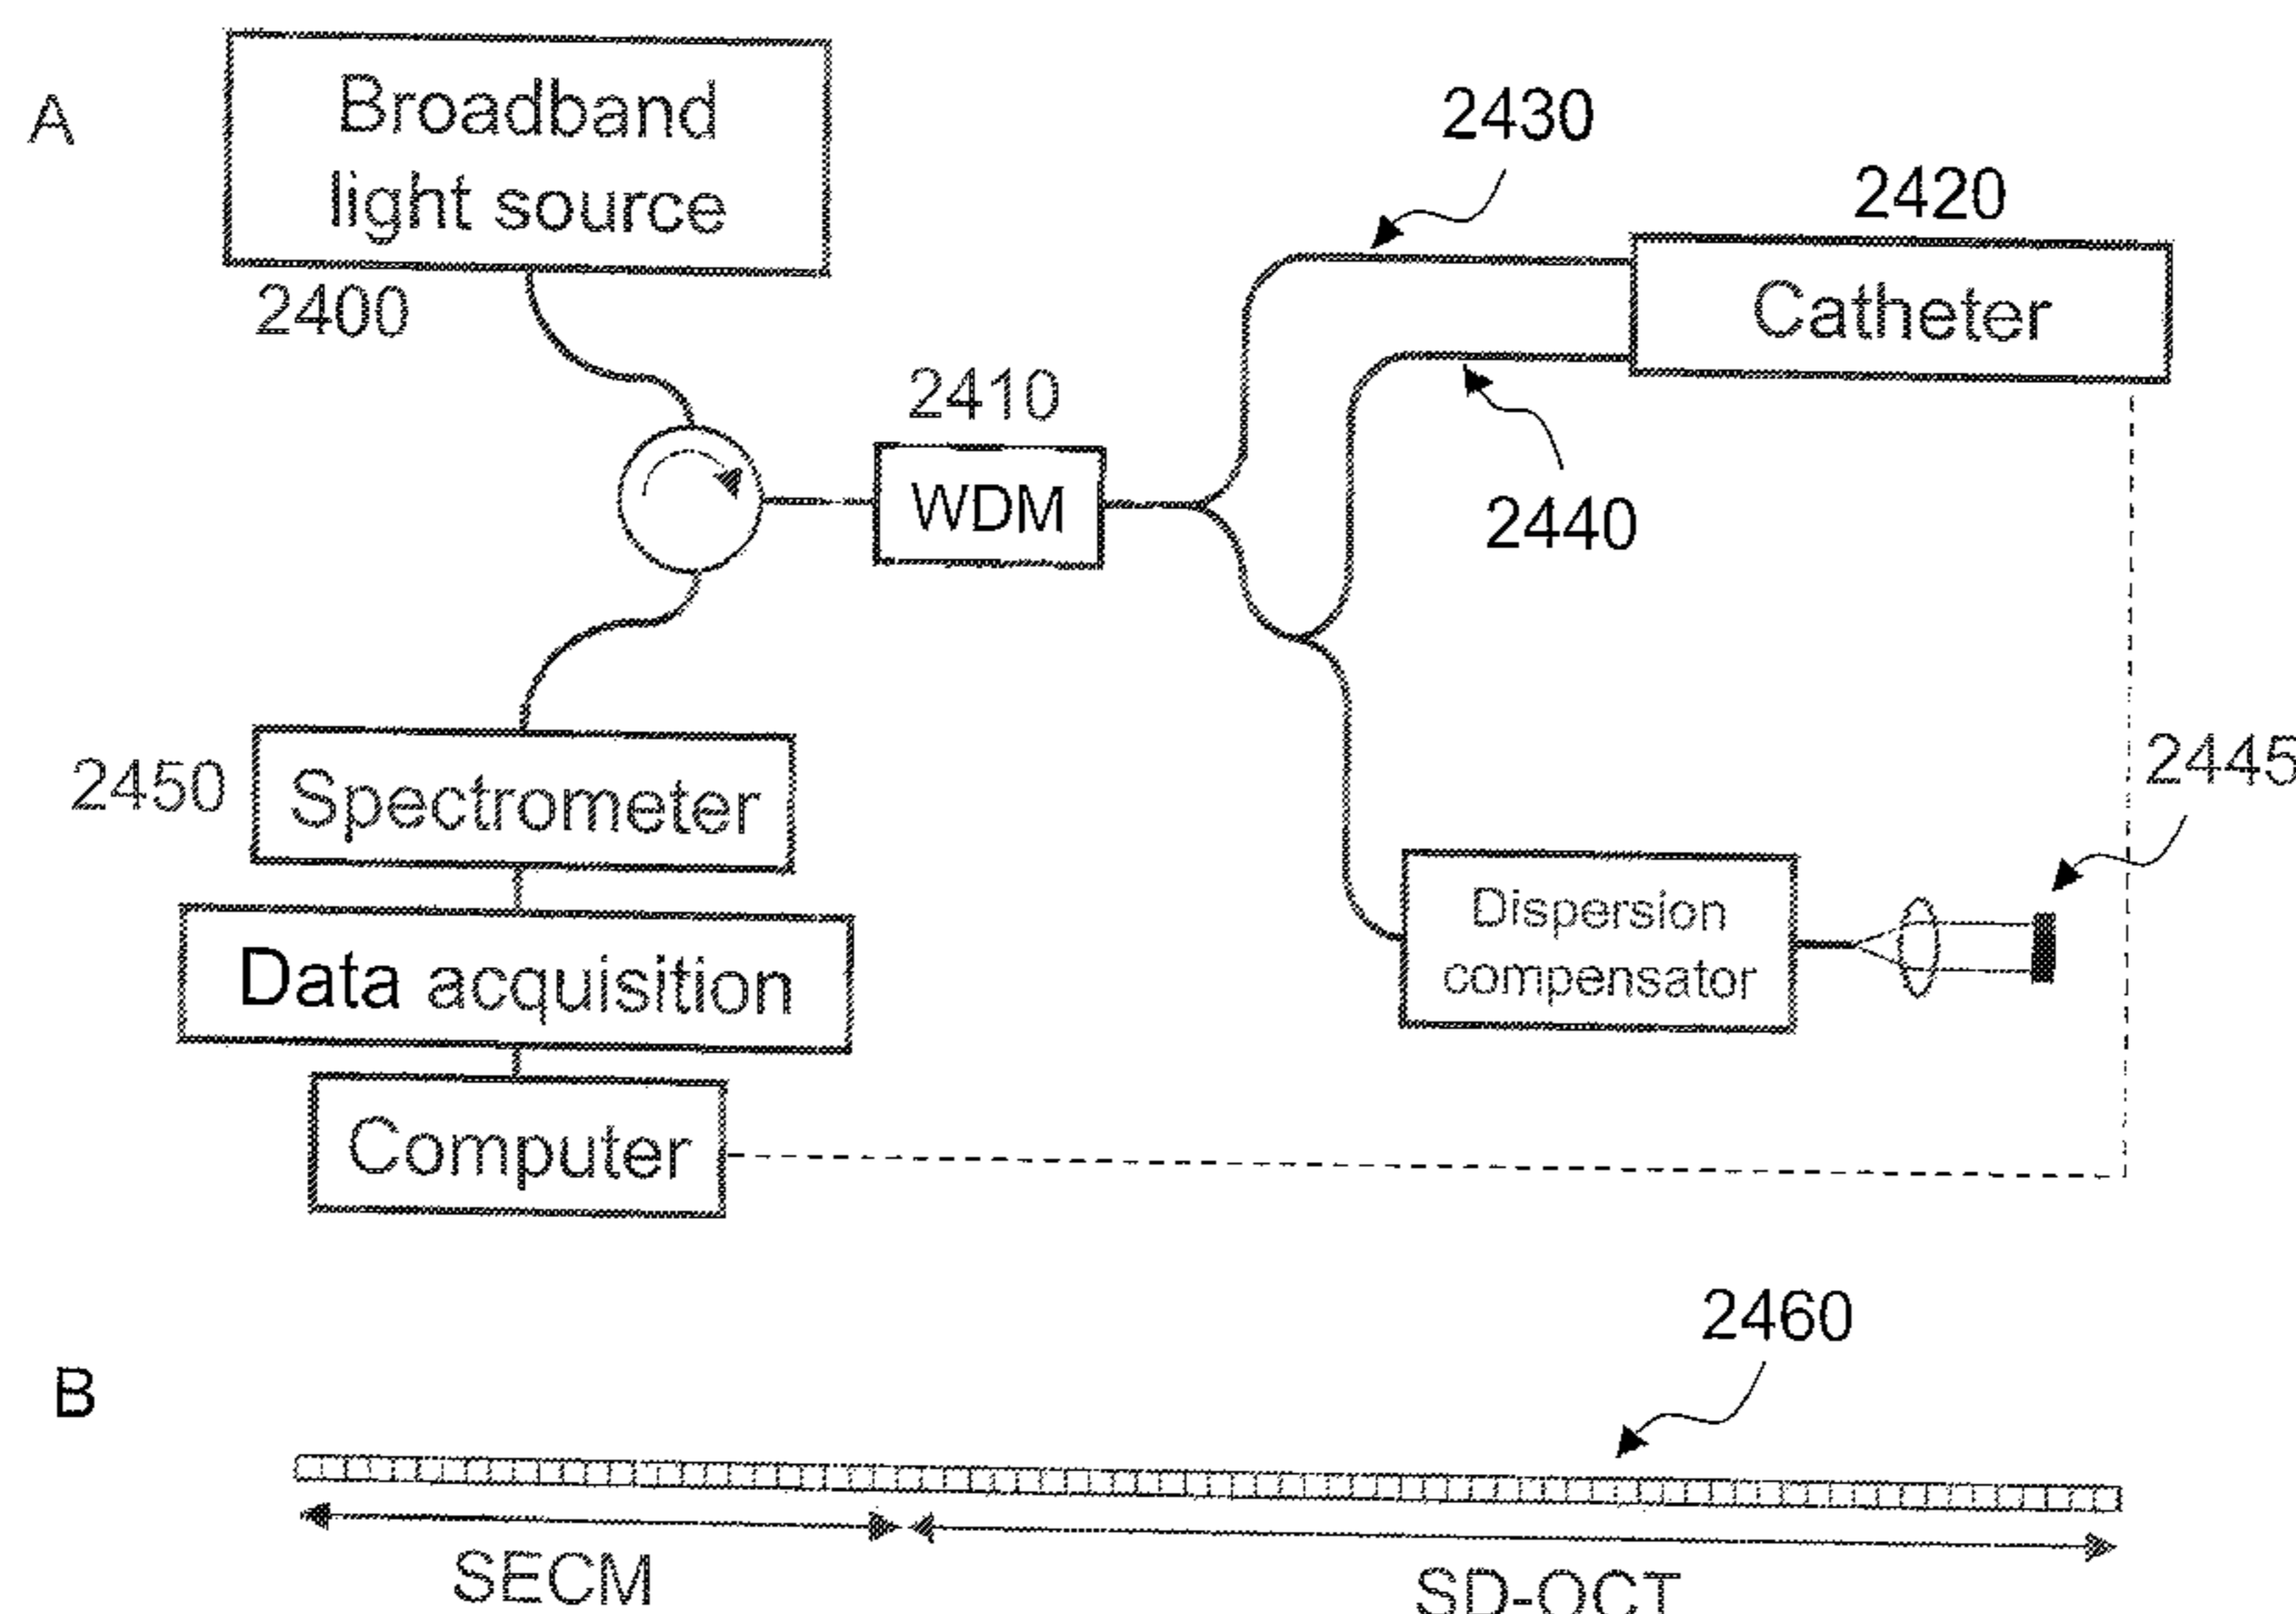 A
Broadband
light source
2400
2430
2420
Catheter
2410
WDM
2440
2450
Spectrometer
2445
Data acquisition
Dispersion
compensator
Computer
2460
B
SECM
SD-OCT